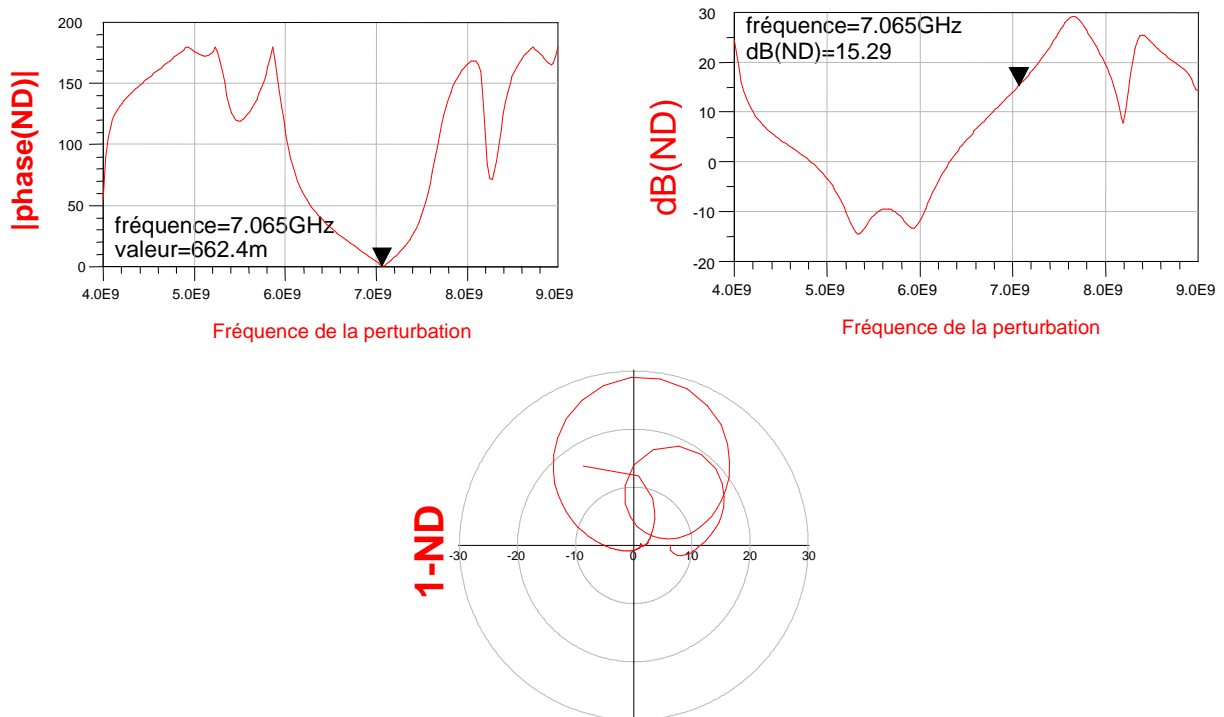 200
150
100
50
0
|phase(ND)|
fréquence=7.065GHz
valeur=662.4m
4.0E9 5.0E9 6.0E9 7.0E9 8.0E9 9.0E9
Fréquence de la perturbation
30
20
10
0
-10
-20
dB(ND)
fréquence=7.065GHz
dB(ND)=15.29
4.0E9 5.0E9 6.0E9 7.0E9 8.0E9 9.0E9
Fréquence de la perturbation
1-ND
-30 -20 -10 0 10 20 30